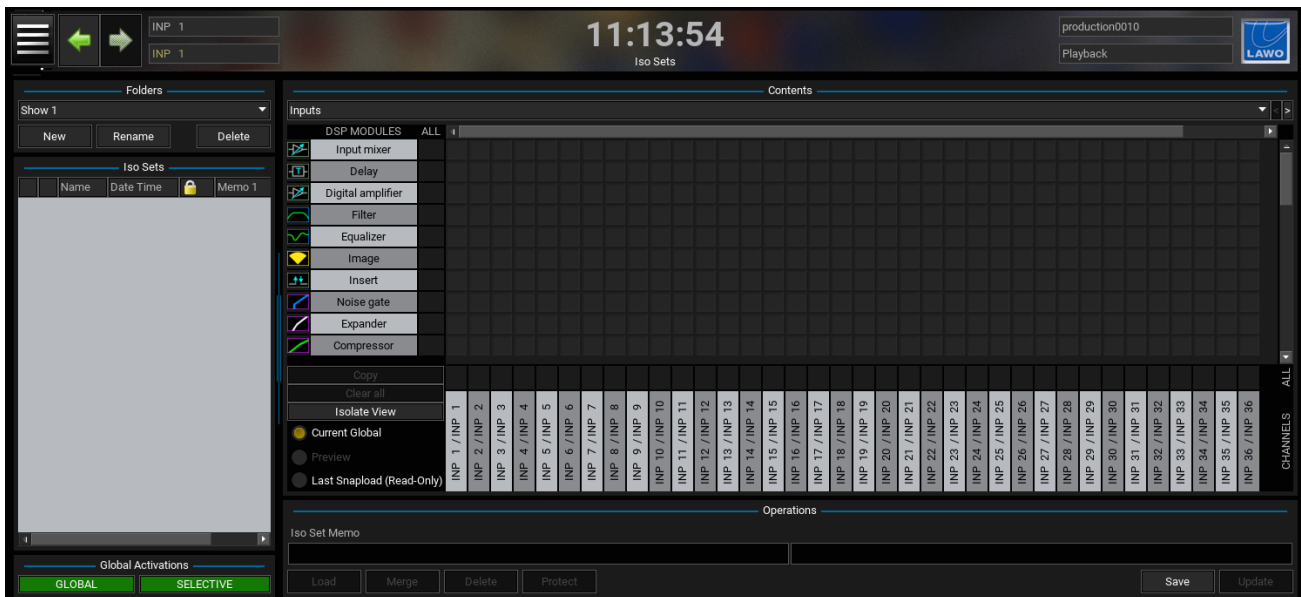 INP 1
INP 1
11:13:54
Iso Sets
production0010
Playback
LAWO
Folders
Show 1
New Rename Delete
Iso Sets
Name Date Time Memo 1
Global Activations
GLOBAL SELECTIVE
Contents
Inputs < >
DSP MODULES ALL
Input mixer
T Delay
Digital amplifier
Filter
Equalizer
Image
Insert
Noise gate
Expander
Compressor
Copy
Clear all
Isolate View
Current Global
Preview
Last Snapload (Read-Only)
INP 1 / INP 1
INP 2 / INP 2
INP 3 / INP 3
INP 4 / INP 4
INP 5 / INP 5
INP 6 / INP 6
INP 7 / INP 7
INP 8 / INP 8
INP 9 / INP 9
INP 10 / INP 10
INP 11 / INP 11
INP 12 / INP 12
INP 13 / INP 13
INP 14 / INP 14
INP 15 / INP 15
INP 16 / INP 16
INP 17 / INP 17
INP 18 / INP 18
INP 19 / INP 19
INP 20 / INP 20
INP 21 / INP 21
INP 22 / INP 22
INP 23 / INP 23
INP 24 / INP 24
INP 25 / INP 25
INP 26 / INP 26
INP 27 / INP 27
INP 28 / INP 28
INP 29 / INP 29
INP 30 / INP 30
INP 31 / INP 31
INP 32 / INP 32
INP 33 / INP 33
INP 34 / INP 34
INP 35 / INP 35
INP 36 / INP 36
ALL
CHANNELS
Operations
Iso Set Memo
Load Merge Delete Protect Save Update